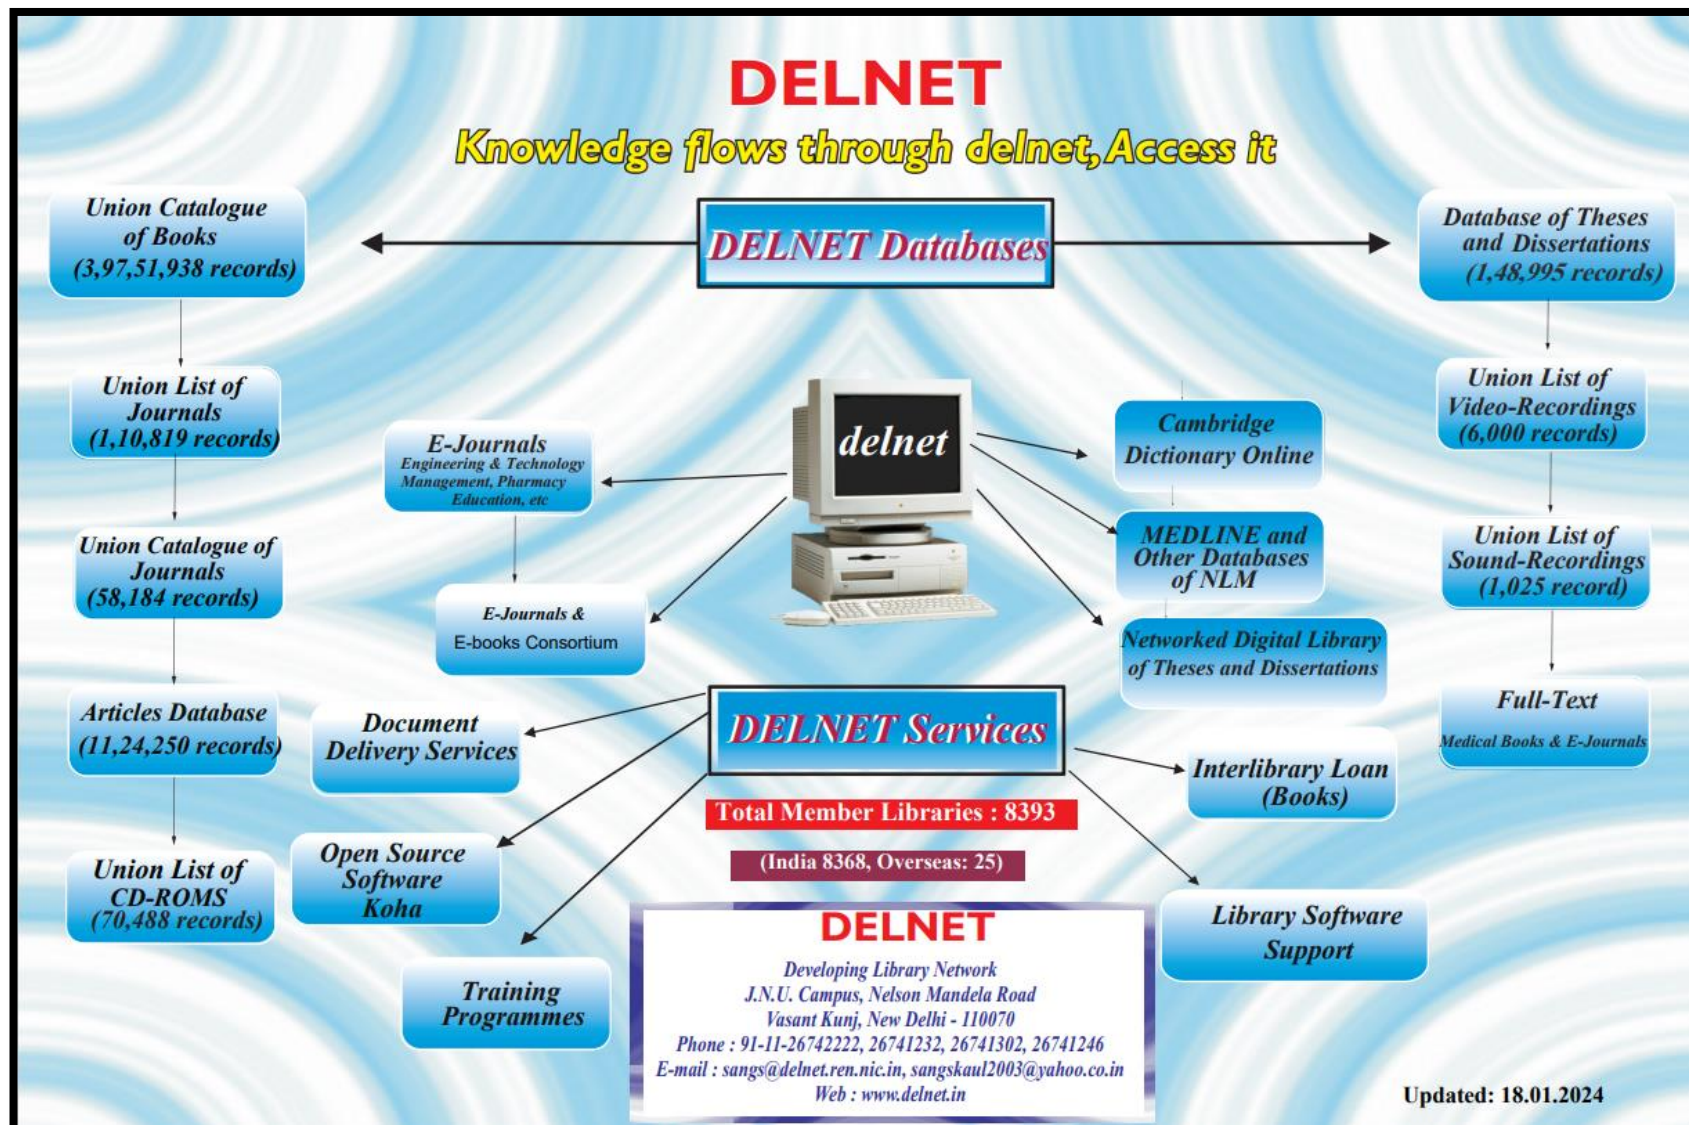 DELNET
Knowledge flows through delnet, Access it
DELNET Databases
Union Catalogue
of Books
(3,97,51,938 records)
Union List of
Journals
(1,10,819 records)
Union Catalogue of
Journals
(58,184 records)
Articles Database
(11,24,250 records)
Union List of
CD-ROMS
(70,488 records)
Database of Theses
and Dissertations
(1,48,995 records)
Union List of
Video-Recordings
(6,000 records)
Union List of
Sound-Recordings
(1,025 record)
Full-Text
Medical Books & E-Journals
delnet
E-Journals
Engineering & Technology
Management, Pharmacy
Education, etc
E-Journals &
E-books Consortium
Cambridge
Dictionary Online
MEDLINE and
Other Databases
of NLM
Networked Digital Library
of Theses and Dissertations
DELNET Services
Document
Delivery Services
Open Source
Software
Koha
Training
Programmes
Interlibrary Loan
(Books)
Library Software
Support
Total Member Libraries : 8393
(India 8368, Overseas: 25)
DELNET
Developing Library Network
J.N.U. Campus, Nelson Mandela Road
Vasant Kunj, New Delhi - 110070
Phone : 91-11-26742222, 26741232, 26741302, 26741246
E-mail : sangs@delnet.ren.nic.in, sangskaul2003@yahoo.co.in
Web : www.delnet.in
Updated: 18.01.2024